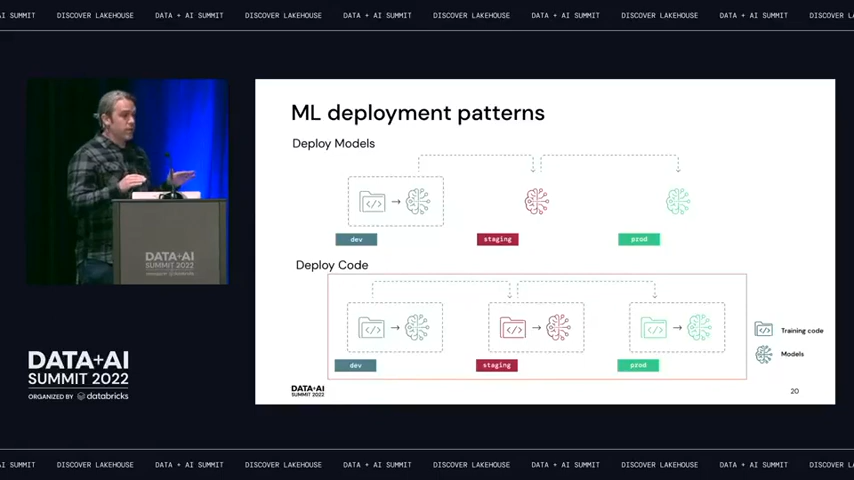 AI SUMMIT DISCOVER LAKEHOUSE DATA + AI SUMMIT DISCOVER LAKEHOUSE DATA + AI SUMMIT DISCOVER LAKEHOUSE DATA + AI SUMMIT DISCOVER LAKEHOUSE DATA + AI SUMMIT DISCOVER L
ML deployment patterns
Deploy Models
dev
staging
prod
Deploy Code
dev
staging
prod
Training code
Models
DATA+AI
SUMMIT 2022
20
DATA+AI
SUMMIT 2022
DATA+AI
SUMMIT 2022
ORGANIZED BY databricks
AI SUMMIT DISCOVER LAKEHOUSE DATA + AI SUMMIT DISCOVER LAKEHOUSE DATA + AI SUMMIT DISCOVER LAKEHOUSE DATA + AI SUMMIT DISCOVER LAKEHOUSE DATA + AI SUMMIT DISCOVER LA